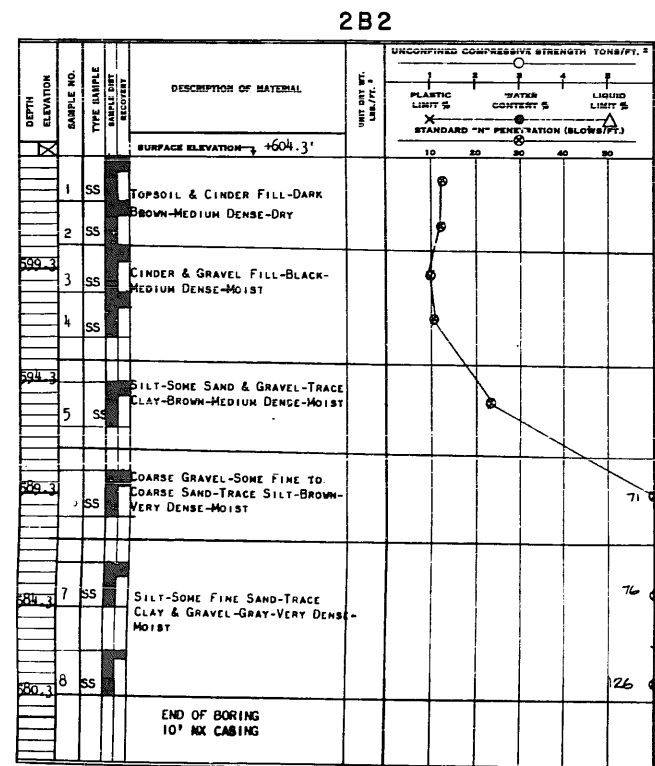 2B2
DEPTH
ELEVATION
SAMPLE NO.
TYPE SAMPLE
SAMPLE DIST
RECOVERY
DESCRIPTION OF MATERIAL
SURFACE ELEVATION +604.3'
UNIT DRY WT.
LBS./FT.³
UNCONFINED COMPRESSIVE STRENGTH TONS/FT.²
1 2 3 4 5
PLASTIC WATER LIQUID
LIMIT % CONTENT % LIMIT %
STANDARD "N" PENETRATION (BLOWS/FT.)
10 20 30 40 50
1 SS TOPSOIL & CINDER FILL-DARK
BROWN-MEDIUM DENSE-DRY
2 SS
599.3
3 SS CINDER & GRAVEL FILL-BLACK-
MEDIUM DENSE-MOIST
4 SS
594.3
SILT-SOME SAND & GRAVEL-TRACE
CLAY-BROWN-MEDIUM DENSE-MOIST
5 SS
589.3
COARSE GRAVEL-SOME FINE TO
COARSE SAND-TRACE SILT-BROWN-
VERY DENSE-MOIST
SS
71
584.3
7 SS SILT-SOME FINE SAND-TRACE
CLAY & GRAVEL-GRAY-VERY DENSE-
MOIST
76
8 SS
126
580.3
END OF BORING
10' NX CASING